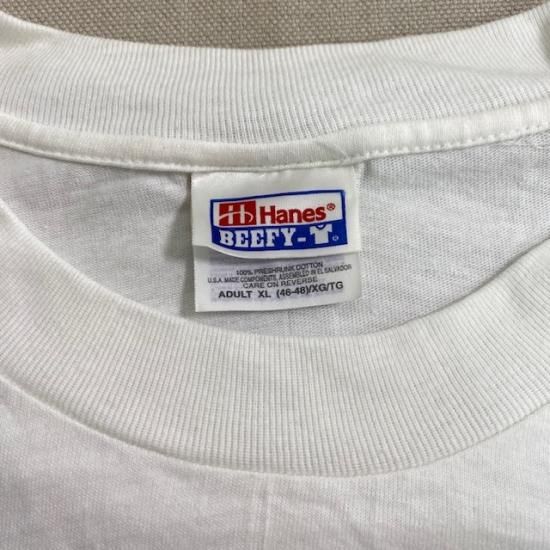 Hanes®
BEEFY-T®
100% PRESHRUNK COTTON
U.S.A. MADE COMPONENTS, ASSEMBLED IN EL SALVADOR
CARE ON REVERSE
ADULT XL (46-48)/XG/TG